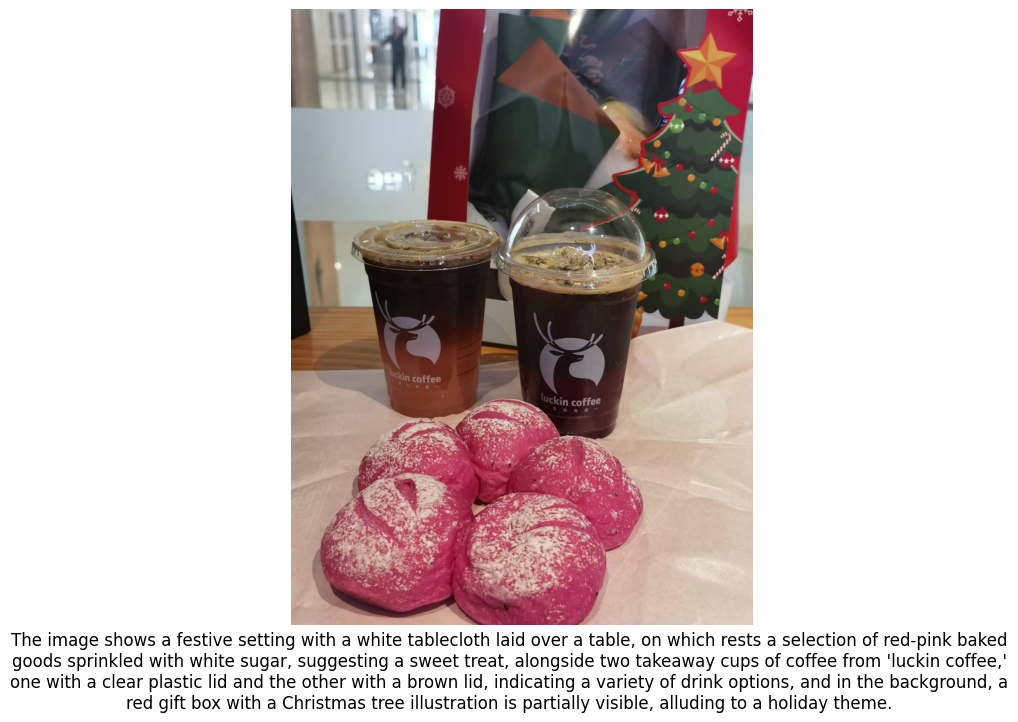 luckin coffee
luckin coffee
The image shows a festive setting with a white tablecloth laid over a table, on which rests a selection of red-pink baked
goods sprinkled with white sugar, suggesting a sweet treat, alongside two takeaway cups of coffee from 'luckin coffee,'
one with a clear plastic lid and the other with a brown lid, indicating a variety of drink options, and in the background, a
red gift box with a Christmas tree illustration is partially visible, alluding to a holiday theme.